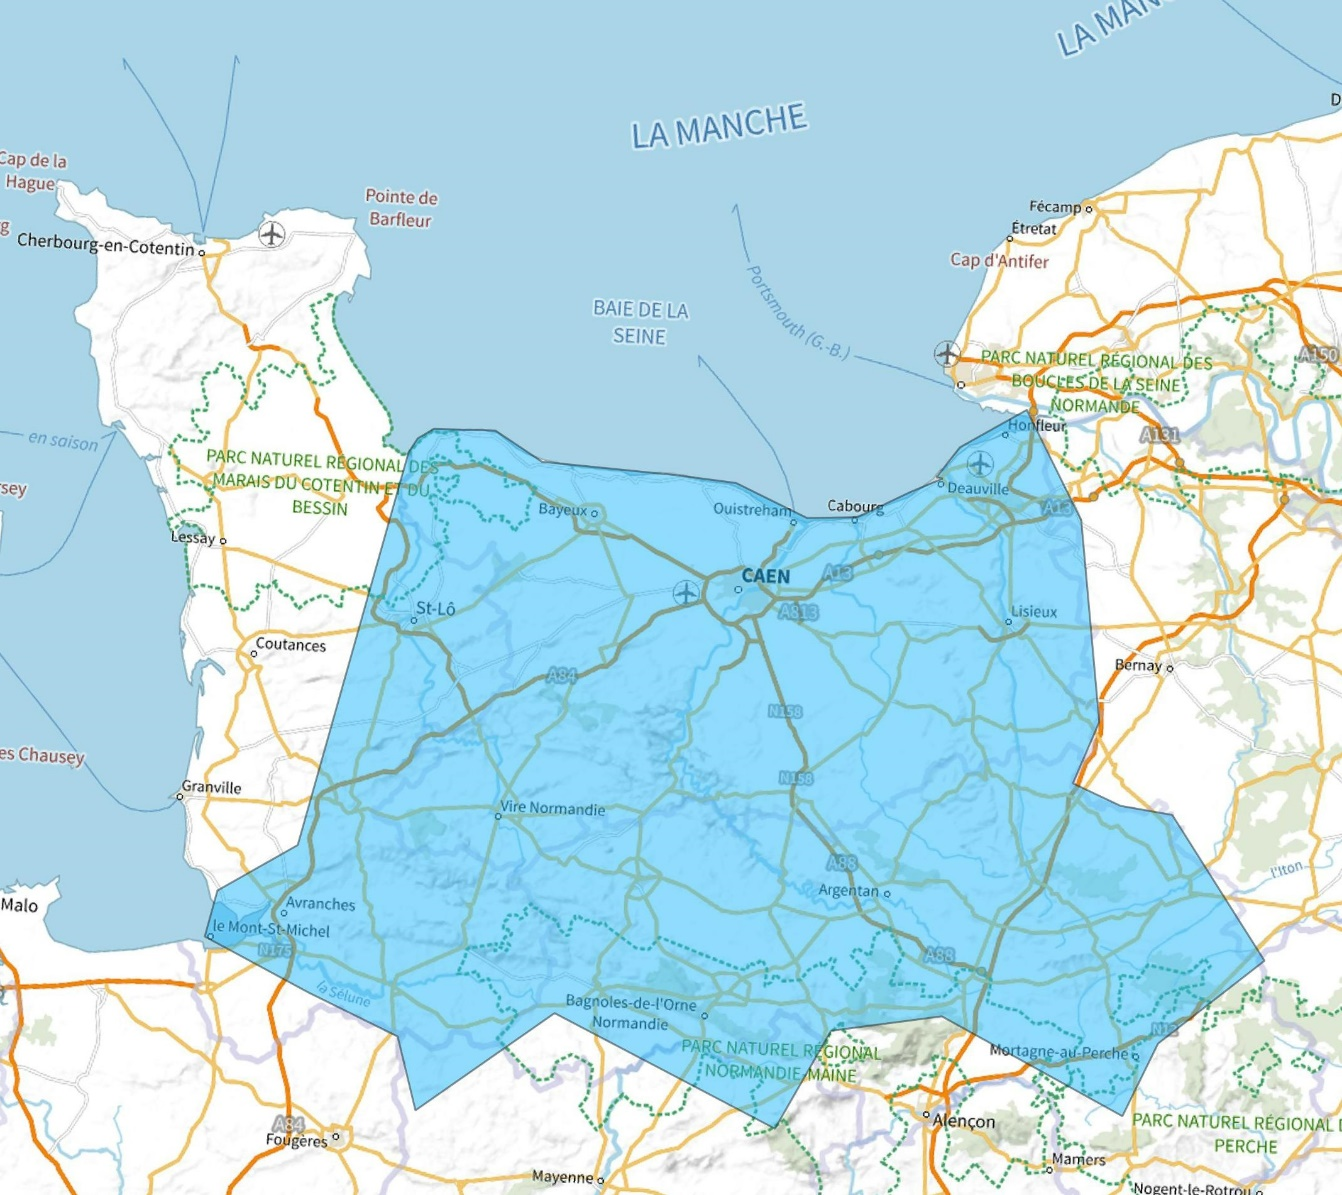 LA MANCHE
D
Cap de la
Hague
Pointe de
Barfleur
Cherbourg-en-Cotentin
Fécamp
Étretat
Cap d'Antifer
BAIE DE LA
SEINE
Portsmouth (G.-B.)
PARC NATUREL RÉGIONAL DES
BOUCLES DE LA SEINE
NORMANDE
A150
Honfleur
A131
en saison
PARC NATUREL RÉGIONAL DES
MARAIS DU COTENTIN ET DU
BESSIN
Deauville
A13
Bayeux
Ouistreham
Cabourg
Lessay
CAEN
A13
A813
St-Lô
Lisieux
Coutances
Bernay
A84
N158
es Chausey
Granville
N158
Vire Normandie
A88
Argentan
l'Iton
Malo
Avranches
le Mont-St-Michel
N175
A88
la Sélune
Bagnoles-de-l'Orne
Normandie
N12
PARC NATUREL RÉGIONAL
NORMANDIE-MAINE
Mortagne-au-Perche
Alençon
PARC NATUREL RÉGIONAL D
PERCHE
A84
Fougères
Mayenne
Mamers
Nogent-le-Rotrou